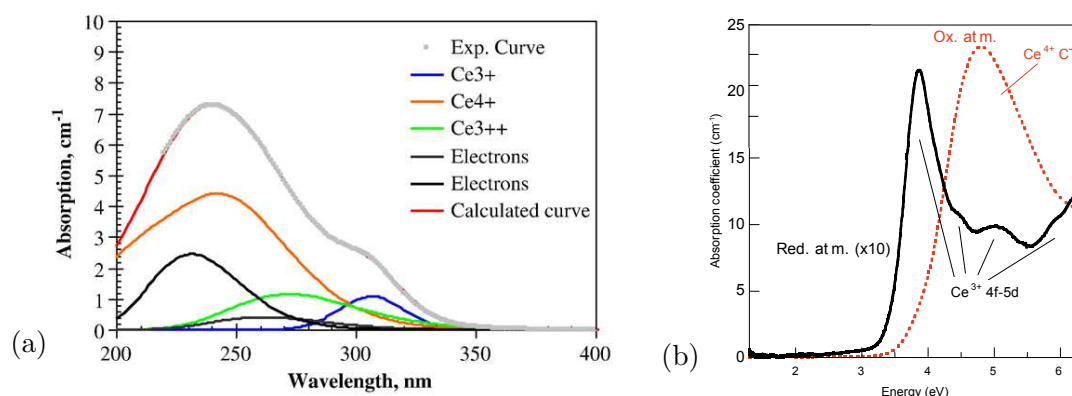 10
9
8
7
6
5
4
3
2
1
0
Absorption, cm-1
Exp. Curve
Ce3+
Ce4+
Ce3++
Electrons
Electrons
Calculated curve
200 250 300 350 400
Wavelength, nm
(a)
25
20
15
10
5
0
Absorption coefficient (cm⁻¹)
Ox. at m.
Ce⁴⁺ C
Red. at m. (x10)
Ce³⁺ 4f-5d
2 3 4 5 6
Energy (eV)
(b)